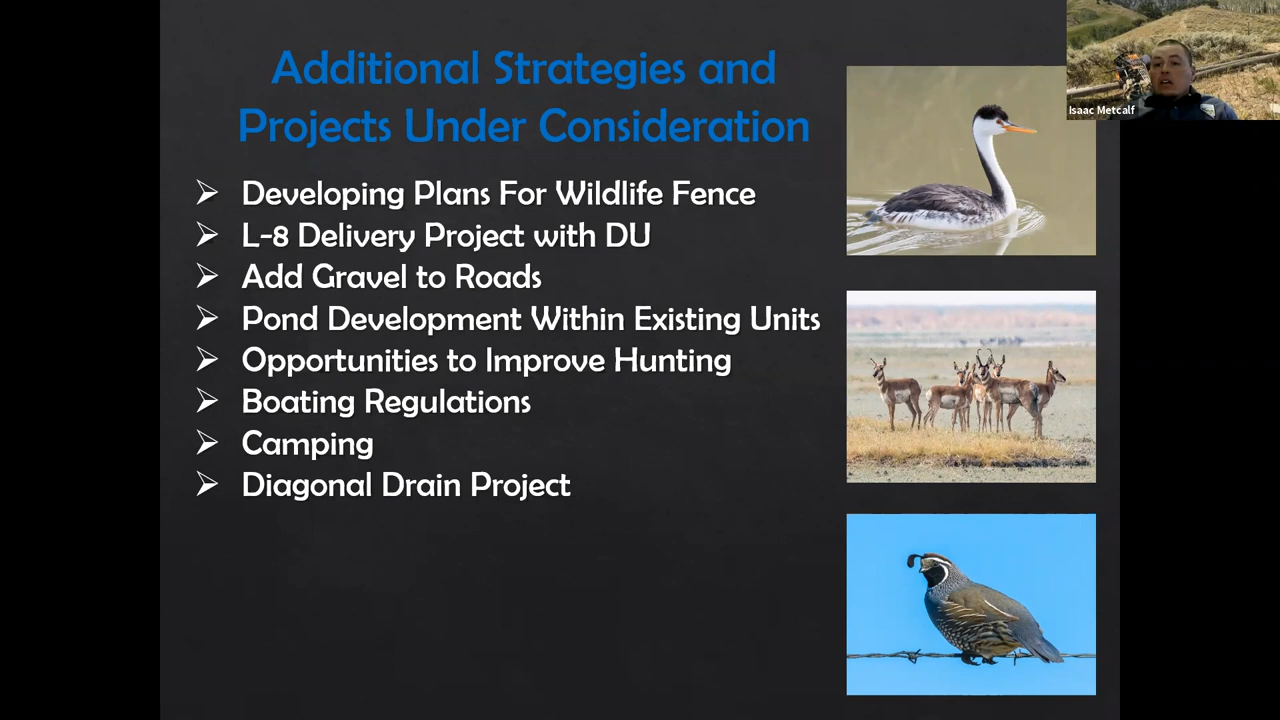 Additional Strategies and
Projects Under Consideration
Developing Plans For Wildlife Fence
L-8 Delivery Project with DU
Add Gravel to Roads
Pond Development Within Existing Units
Opportunities to Improve Hunting
Boating Regulations
Camping
Diagonal Drain Project
Isaac Metcalf